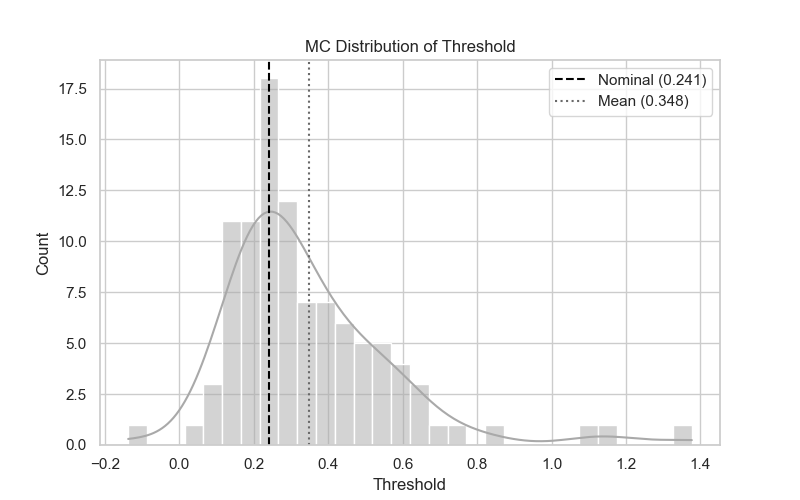 MC Distribution of Threshold
Nominal (0.241)
Mean (0.348)
17.5
15.0
12.5
10.0
7.5
5.0
2.5
0.0
Count
−0.2 0.0 0.2 0.4 0.6 0.8 1.0 1.2 1.4
Threshold